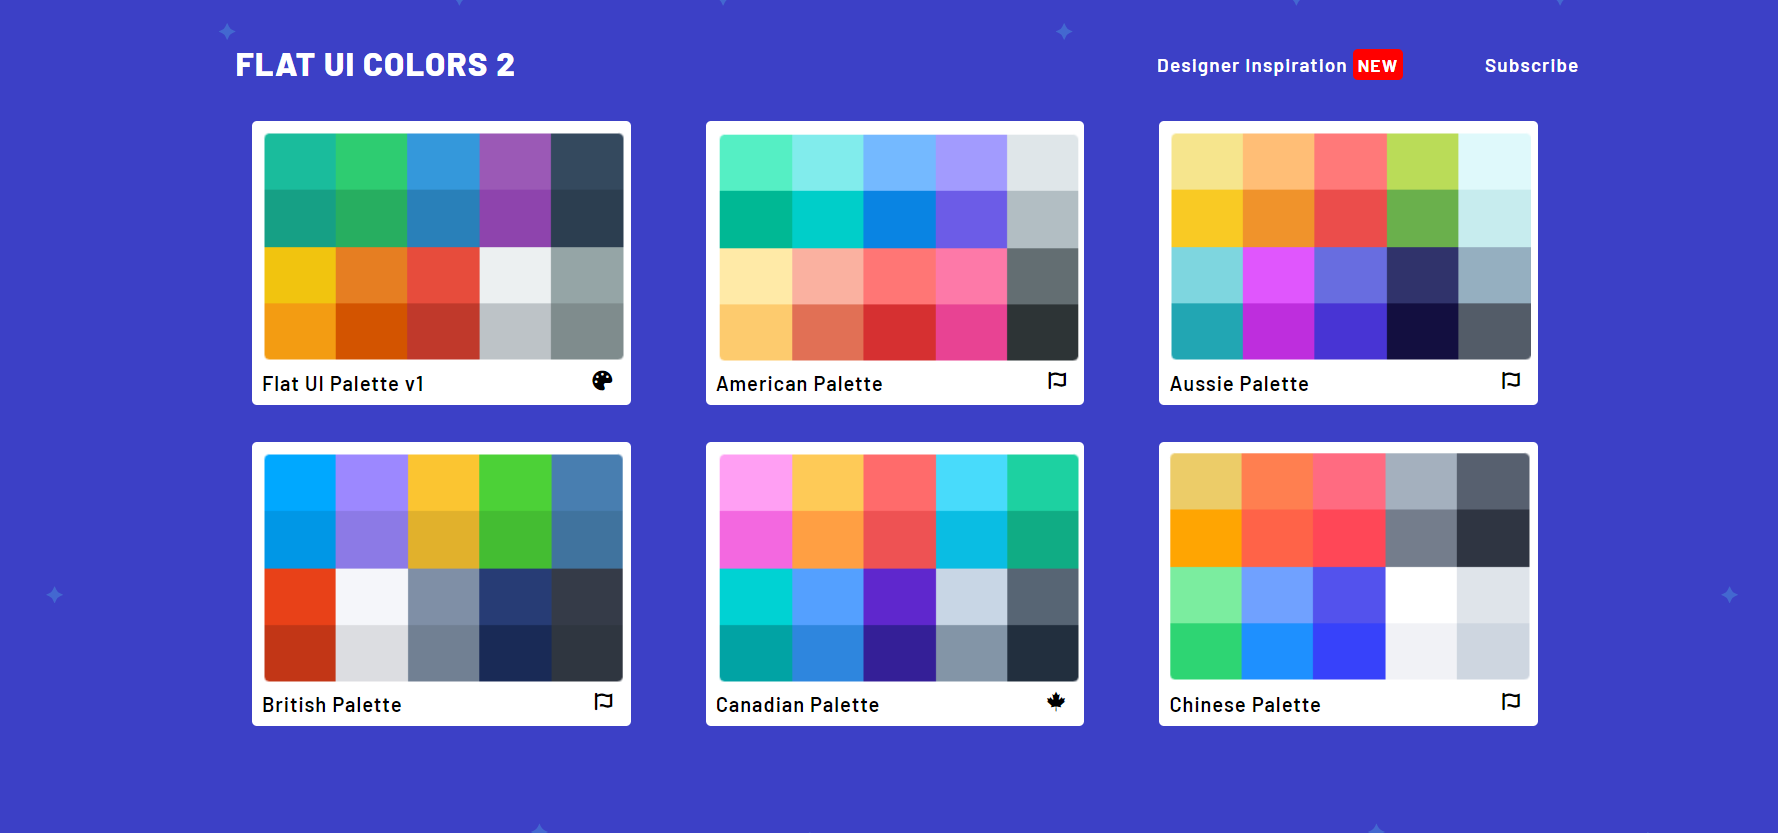 FLAT UI COLORS 2
Designer Inspiration NEW
Subscribe
Flat UI Palette v1
American Palette
Aussie Palette
British Palette
Canadian Palette
Chinese Palette